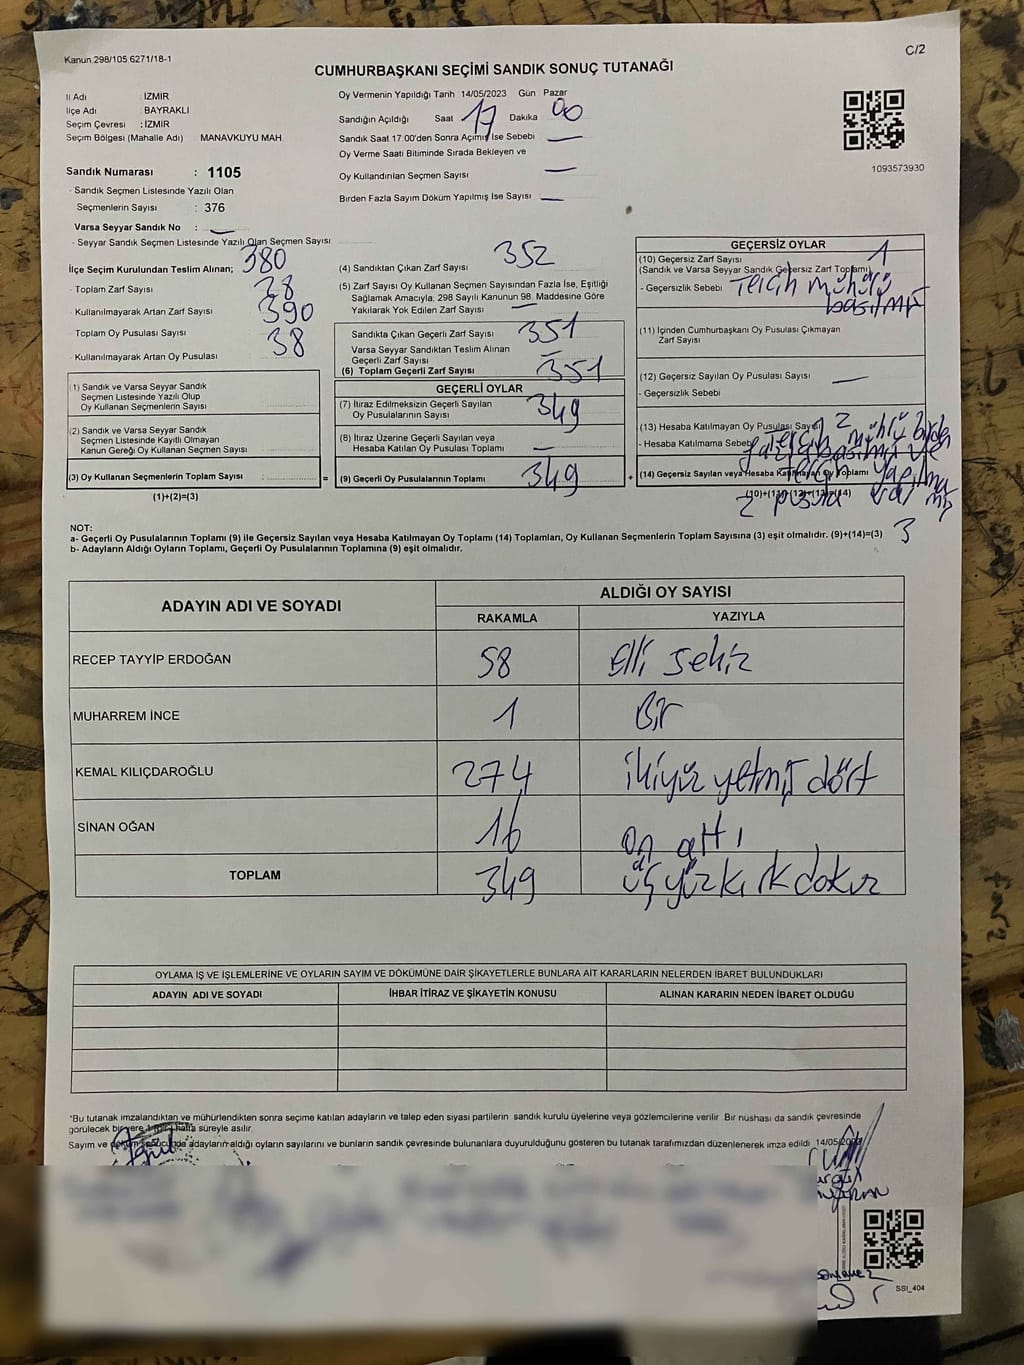 Kanun 298/105 6271/18-1
C/2
CUMHURBAŞKANI SEÇİMİ SANDIK SONUÇ TUTANAĞI
İl Adı : İZMİR
İlçe Adı : BAYRAKLI
Seçim Çevresi : İZMİR
Seçim Bölgesi (Mahalle Adı) MANAVKUYU MAH.
Sandık Numarası : 1105
- Sandık Seçmen Listesinde Yazılı Olan
Seçmenlerin Sayısı : 376
Varsa Seyyar Sandık No : —
- Seyyar Sandık Seçmen Listesinde Yazılı Olan Seçmen Sayısı
Oy Vermenin Yapıldığı Tarih 14/05/2023 Gün Pazar
Sandığın Açıldığı Saat 17 Dakika 00
Sandık Saat 17:00'den Sonra Açılmış İse Sebebi —
Oy Verme Saati Bitiminde Sırada Bekleyen ve
Oy Kullandırılan Seçmen Sayısı —
Birden Fazla Sayım Döküm Yapılmış İse Sayısı —
1093573930
İlçe Seçim Kurulundan Teslim Alınan; 380
- Toplam Zarf Sayısı 28
- Kullanılmayarak Artan Zarf Sayısı 390
- Toplam Oy Pusulası Sayısı 38
- Kullanılmayarak Artan Oy Pusulası
(1) Sandık ve Varsa Seyyar Sandık
Seçmen Listesinde Yazılı Olup
Oy Kullanan Seçmenlerin Sayısı
(2) Sandık ve Varsa Seyyar Sandık
Seçmen Listesinde Kayıtlı Olmayan
Kanun Gereği Oy Kullanan Seçmen Sayısı
(3) Oy Kullanan Seçmenlerin Toplam Sayısı :
=
(1)+(2)=(3)
(4) Sandıktan Çıkan Zarf Sayısı 352
(5) Zarf Sayısı Oy Kullanan Seçmen Sayısından Fazla İse, Eşitliği
Sağlamak Amacıyla, 298 Sayılı Kanunun 98. Maddesine Göre
Yakılarak Yok Edilen Zarf Sayısı —
Sandıkta Çıkan Geçerli Zarf Sayısı 351
Varsa Seyyar Sandıktan Teslim Alınan
Geçerli Zarf Sayısı —
(6) Toplam Geçerli Zarf Sayısı 351
GEÇERLİ OYLAR
(7) İtiraz Edilmeksizin Geçerli Sayılan
Oy Pusulalarının Sayısı 349
(8) İtiraz Üzerine Geçerli Sayılan veya
Hesaba Katılan Oy Pusulası Toplamı —
(9) Geçerli Oy Pusulalarının Toplamı 349
+
GEÇERSİZ OYLAR
(10) Geçersiz Zarf Sayısı 1
(Sandık ve Varsa Seyyar Sandık Geçersiz Zarf Toplamı)
- Geçersizlik Sebebi Tercih mührü
basılmış
(11) İçinden Cumhurbaşkanı Oy Pusulası Çıkmayan
Zarf Sayısı
(12) Geçersiz Sayılan Oy Pusulası Sayısı —
- Geçersizlik Sebebi
(13) Hesaba Katılmayan Oy Pusulası Sayısı 2
- Hesaba Katılmama Sebebi Tercih mührü birden
fazla basılmış ve
(14) Geçersiz Sayılan veya Hesaba Katılmayan Oy Toplamı
tercih yapılmamış
(10)+(11)+(12)+(13)=(14)
2 pusula var
3
NOT:
a- Geçerli Oy Pusulalarının Toplamı (9) ile Geçersiz Sayılan veya Hesaba Katılmayan Oy Toplamı (14) Toplamları, Oy Kullanan Seçmenlerin Toplam Sayısına (3) eşit olmalıdır. (9)+(14)=(3)
b- Adayların Aldığı Oyların Toplamı, Geçerli Oy Pusulalarının Toplamına (9) eşit olmalıdır.
ADAYIN ADI VE SOYADI
ALDIĞI OY SAYISI
RAKAMLA YAZIYLA
RECEP TAYYİP ERDOĞAN 58 Elli sekiz
MUHARREM İNCE 1 Bir
KEMAL KILIÇDAROĞLU 274 ikiyüz yetmiş dört
SİNAN OĞAN 16 on altı
TOPLAM 349 üç yüz kırk dokuz
OYLAMA İŞ VE İŞLEMLERİNE VE OYLARIN SAYIM VE DÖKÜMÜNE DAİR ŞİKAYETLERLE BUNLARA AİT KARARLARIN NELERDEN İBARET BULUNDUKLARI
ADAYIN ADI VE SOYADI İHBAR İTİRAZ VE ŞİKAYETİN KONUSU ALINAN KARARIN NEDEN İBARET OLDUĞU
*Bu tutanak imzalandıktan ve mühürlendikten sonra seçime katılan adayların ve talep eden siyasi partilerin sandık kurulu üyelerine veya gözlemcilerine verilir. Bir nüshası da sandık çevresinde
görülecek bir yere 1 (bir) hafta süreyle asılır.
Sayım ve döküm sonucunda adayların aldığı oyların sayılarını ve bunların sandık çevresinde bulunanlara duyurulduğunu gösteren bu tutanak tarafımızdan düzenlenerek imza edildi. 14/05/2023
SSI_404